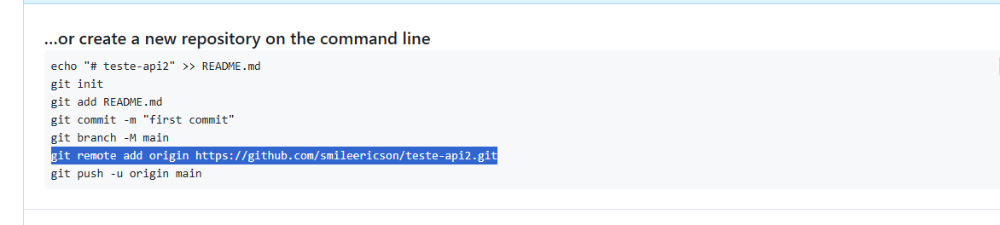 ...or create a new repository on the command line
echo "# teste-api2" >> README.md
git init
git add README.md
git commit -m "first commit"
git branch -M main
git remote add origin https://github.com/smileericson/teste-api2.git
git push -u origin main